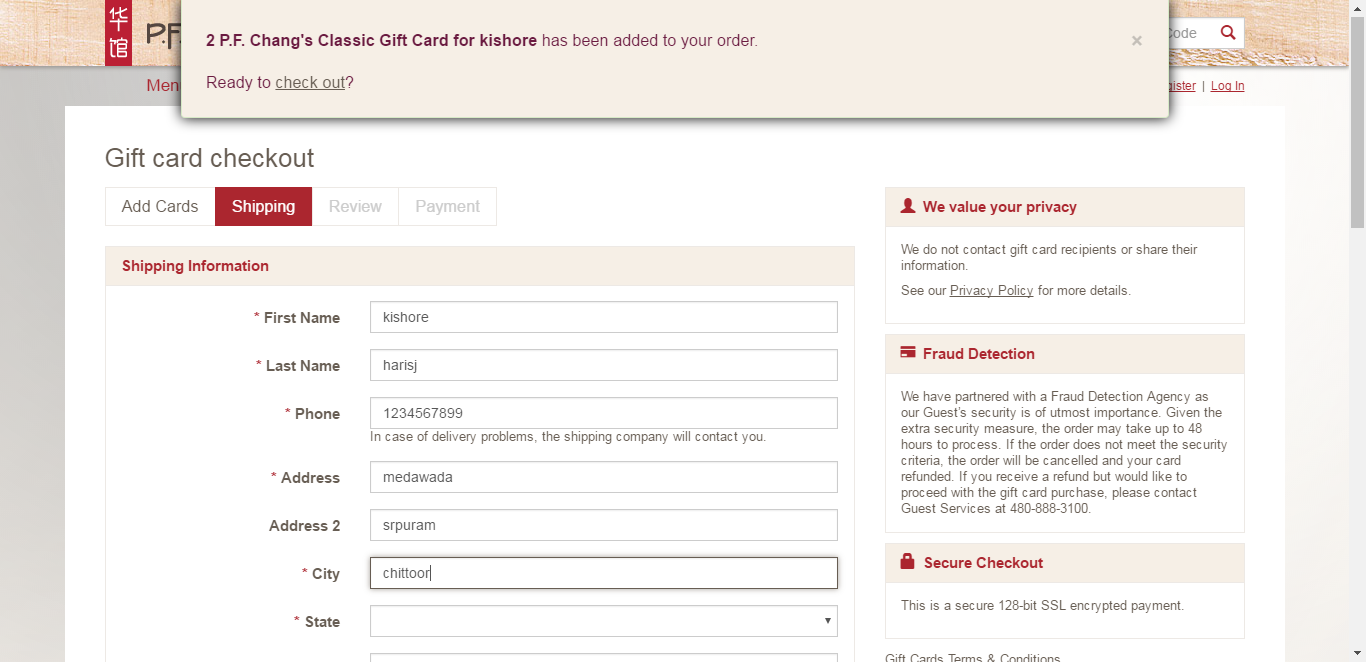 华
馆
P.F.
2 P.F. Chang's Classic Gift Card for kishore has been added to your order.
×
Ready to check out?
Code
Men
ister | Log In
Gift card checkout
Add Cards
Shipping
Review
Payment
Shipping Information
* First Name
kishore
* Last Name
harisj
* Phone
1234567899
In case of delivery problems, the shipping company will contact you.
* Address
medawada
Address 2
srpuram
* City
chittoor
* State
We value your privacy
We do not contact gift card recipients or share their
information.
See our Privacy Policy for more details.
Fraud Detection
We have partnered with a Fraud Detection Agency as
our Guest's security is of utmost importance. Given the
extra security measure, the order may take up to 48
hours to process. If the order does not meet the security
criteria, the order will be cancelled and your card
refunded. If you receive a refund but would like to
proceed with the gift card purchase, please contact
Guest Services at 480-888-3100.
Secure Checkout
This is a secure 128-bit SSL encrypted payment.
Gift Cards Terms & Conditions